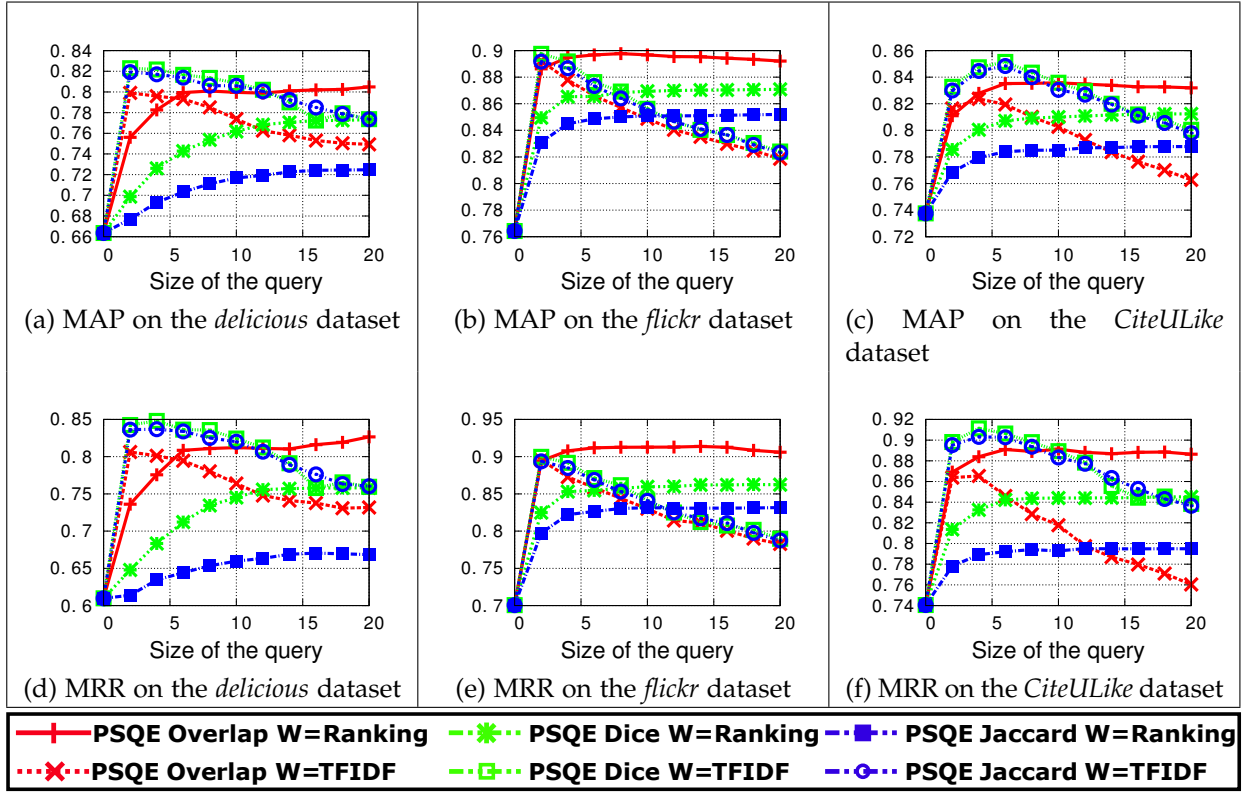 0. 84
0. 82
0. 8
0. 78
0. 76
0. 74
0. 72
0. 7
0. 68
0. 66
0 5 10 15 20
Size of the query
(a) MAP on the delicious dataset
0. 9
0. 88
0. 86
0. 84
0. 82
0. 8
0. 78
0. 76
0 5 10 15 20
Size of the query
(b) MAP on the flickr dataset
0. 86
0. 84
0. 82
0. 8
0. 78
0. 76
0. 74
0. 72
0 5 10 15 20
Size of the query
(c) MAP on the CiteULike
dataset
0. 85
0. 8
0. 75
0. 7
0. 65
0. 6
0 5 10 15 20
Size of the query
(d) MRR on the delicious dataset
0. 95
0. 9
0. 85
0. 8
0. 75
0. 7
0 5 10 15 20
Size of the query
(e) MRR on the flickr dataset
0. 92
0. 9
0. 88
0. 86
0. 84
0. 82
0. 8
0. 78
0. 76
0. 74
0 5 10 15 20
Size of the query
(f) MRR on the CiteULike dataset
PSQE Overlap W=Ranking PSQE Dice W=Ranking PSQE Jaccard W=Ranking
PSQE Overlap W=TFIDF PSQE Dice W=TFIDF PSQE Jaccard W=TFIDF